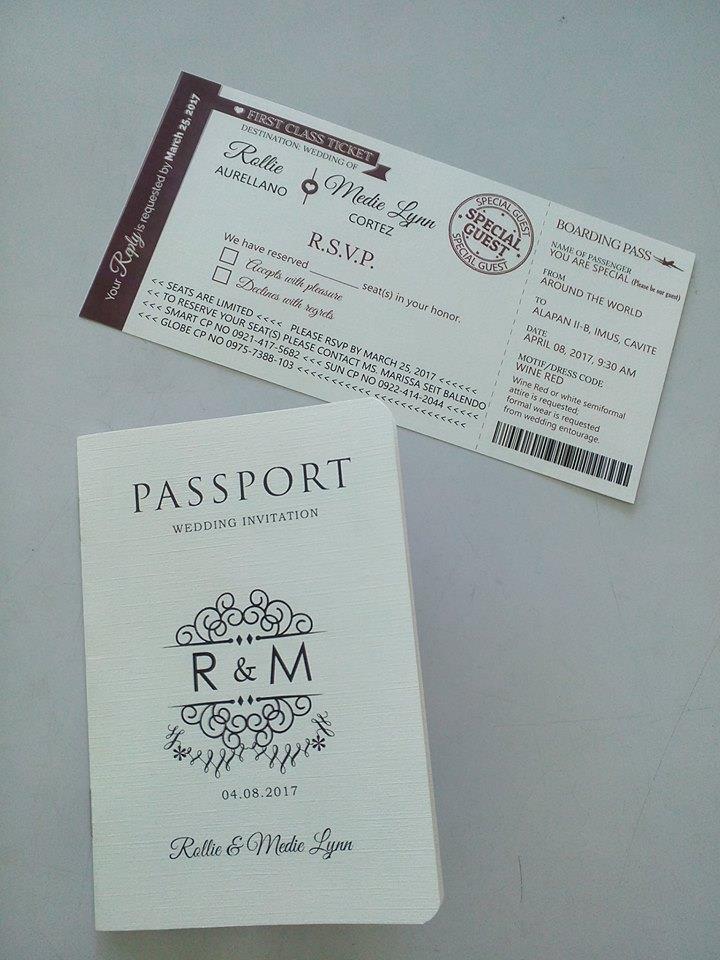 Your Reply is requested by March 25, 2017
FIRST CLASS TICKET
DESTINATION: WEDDING OF
Rollie
AURELLANO
Medie Lynn
CORTEZ
R.S.V.P.
We have reserved ________ seat(s) in your honor.
Accepts with pleasure
Declines with regrets
<< SEATS ARE LIMITED <<<< PLEASE RSVP BY MARCH 25, 2017 <<<<<<
<< TO RESERVE YOUR SEAT(S) PLEASE CONTACT MS. MARISSA SEIT BALENDO
<<< SMART CP NO 0921-417-5682 <<< SUN CP NO 0922-414-2044 <<<<<
<<< GLOBE CP NO 0975-7388-103 <<<<<<<<<<< <<<<<<<<<<<<<<
SPECIAL GUEST
SPECIAL
GUEST
SPECIAL GUEST
BOARDING PASS
NAME OF PASSENGER
YOU ARE SPECIAL (Please be our guest)
FROM
AROUND THE WORLD
TO
ALAPAN II-B, IMUS, CAVITE
DATE
APRIL 08, 2017, 9:30 AM
MOTIF/DRESS CODE
WINE RED
Wine Red or white semiformal
attire is requested;
formal wear is requested
from wedding entourage.
PASSPORT
WEDDING INVITATION
R & M
04.08.2017
Rollie & Medie Lynn